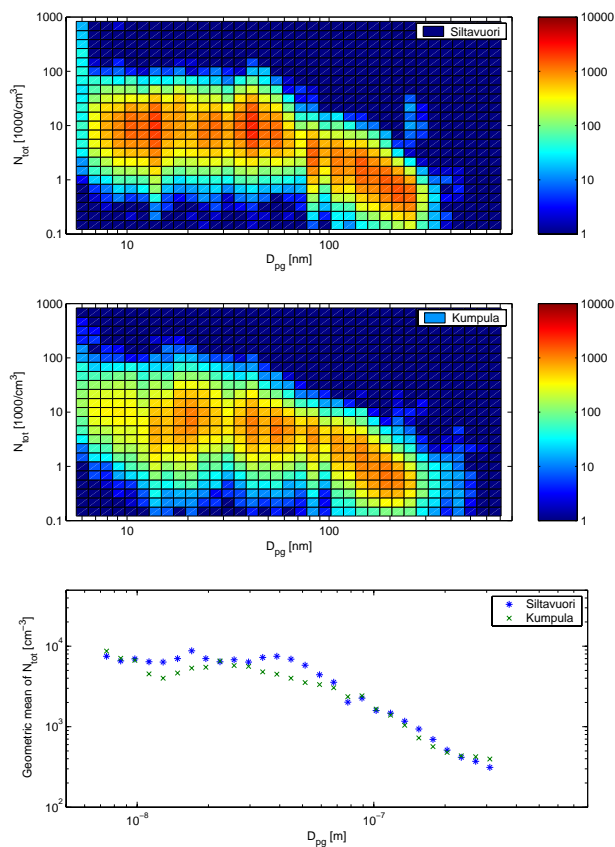 1000
100
10
1
0.1
N_tot [1000/cm^3]
10
100
D_pg [nm]
Siltavuori
10000
1000
100
10
1
1000
100
10
1
0.1
N_tot [1000/cm^3]
10
100
D_pg [nm]
Kumpula
10000
1000
100
10
1
10^4
10^3
10^2
Geometric mean of N_tot [cm^−3]
10^−8
10^−7
D_pg [m]
Siltavuori
Kumpula